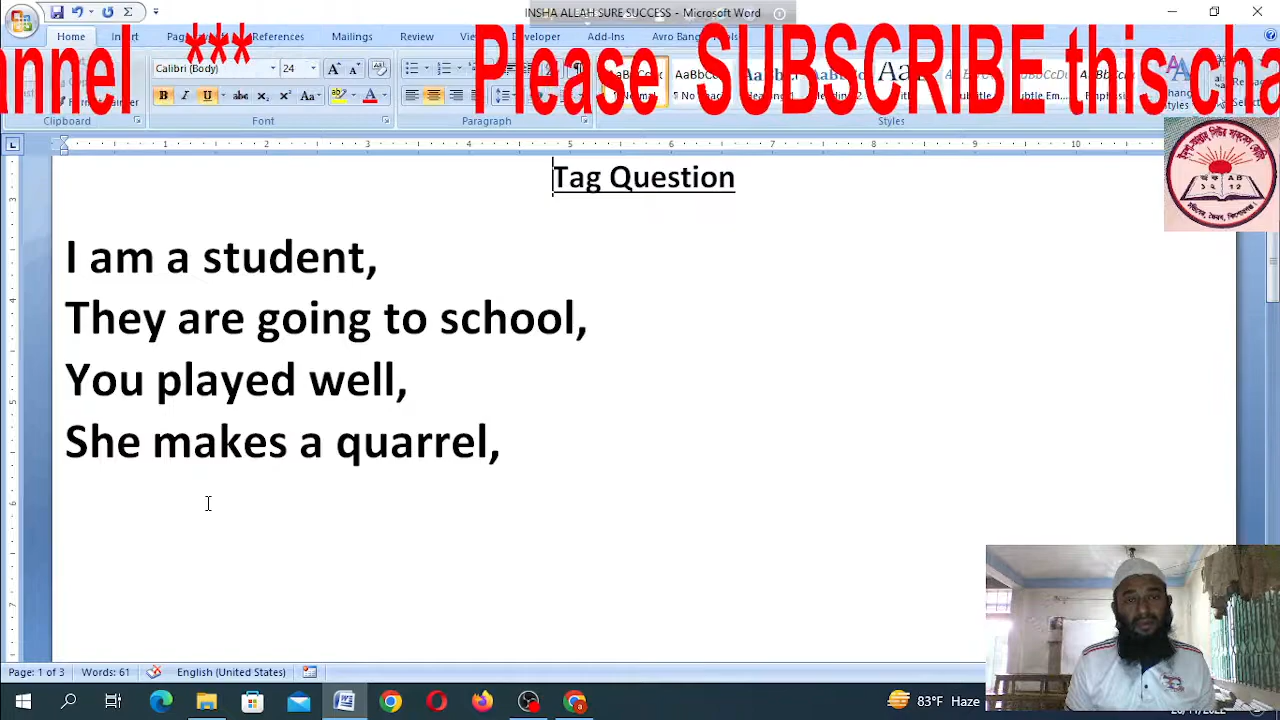 INSHA ALLAH SURE SUCCESS - Microsoft Word
Home Mailings Review Developer Add-Ins
annel *** Please SUBSCRIBE this cha
Calibri (Body) 24
Clipboard Font Paragraph Styles
Tag Question
I am a student,
They are going to school,
You played well,
She makes a quarrel,
Page: 1 of 3 Words: 61 English (United States)
83°F Haze